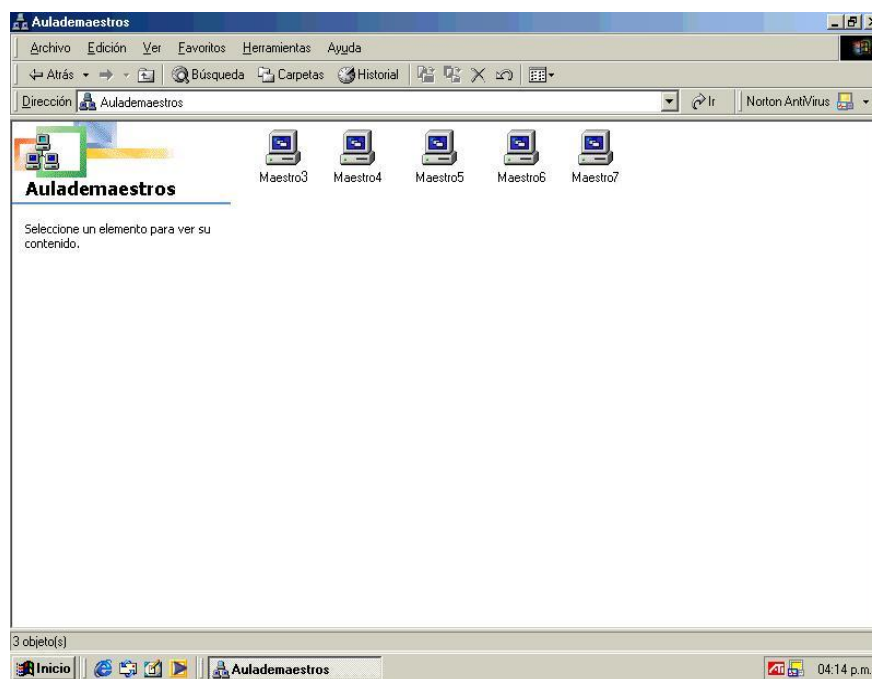 Aulademaestros
Archivo Edición Ver Favoritos Herramientas Ayuda
Atrás Búsqueda Carpetas Historial
Dirección Aulademaestros Ir Norton AntiVirus
Maestro3 Maestro4 Maestro5 Maestro6 Maestro7
Aulademaestros
Seleccione un elemento para ver su
contenido.
3 objeto(s)
Inicio Aulademaestros 04:14 p.m.